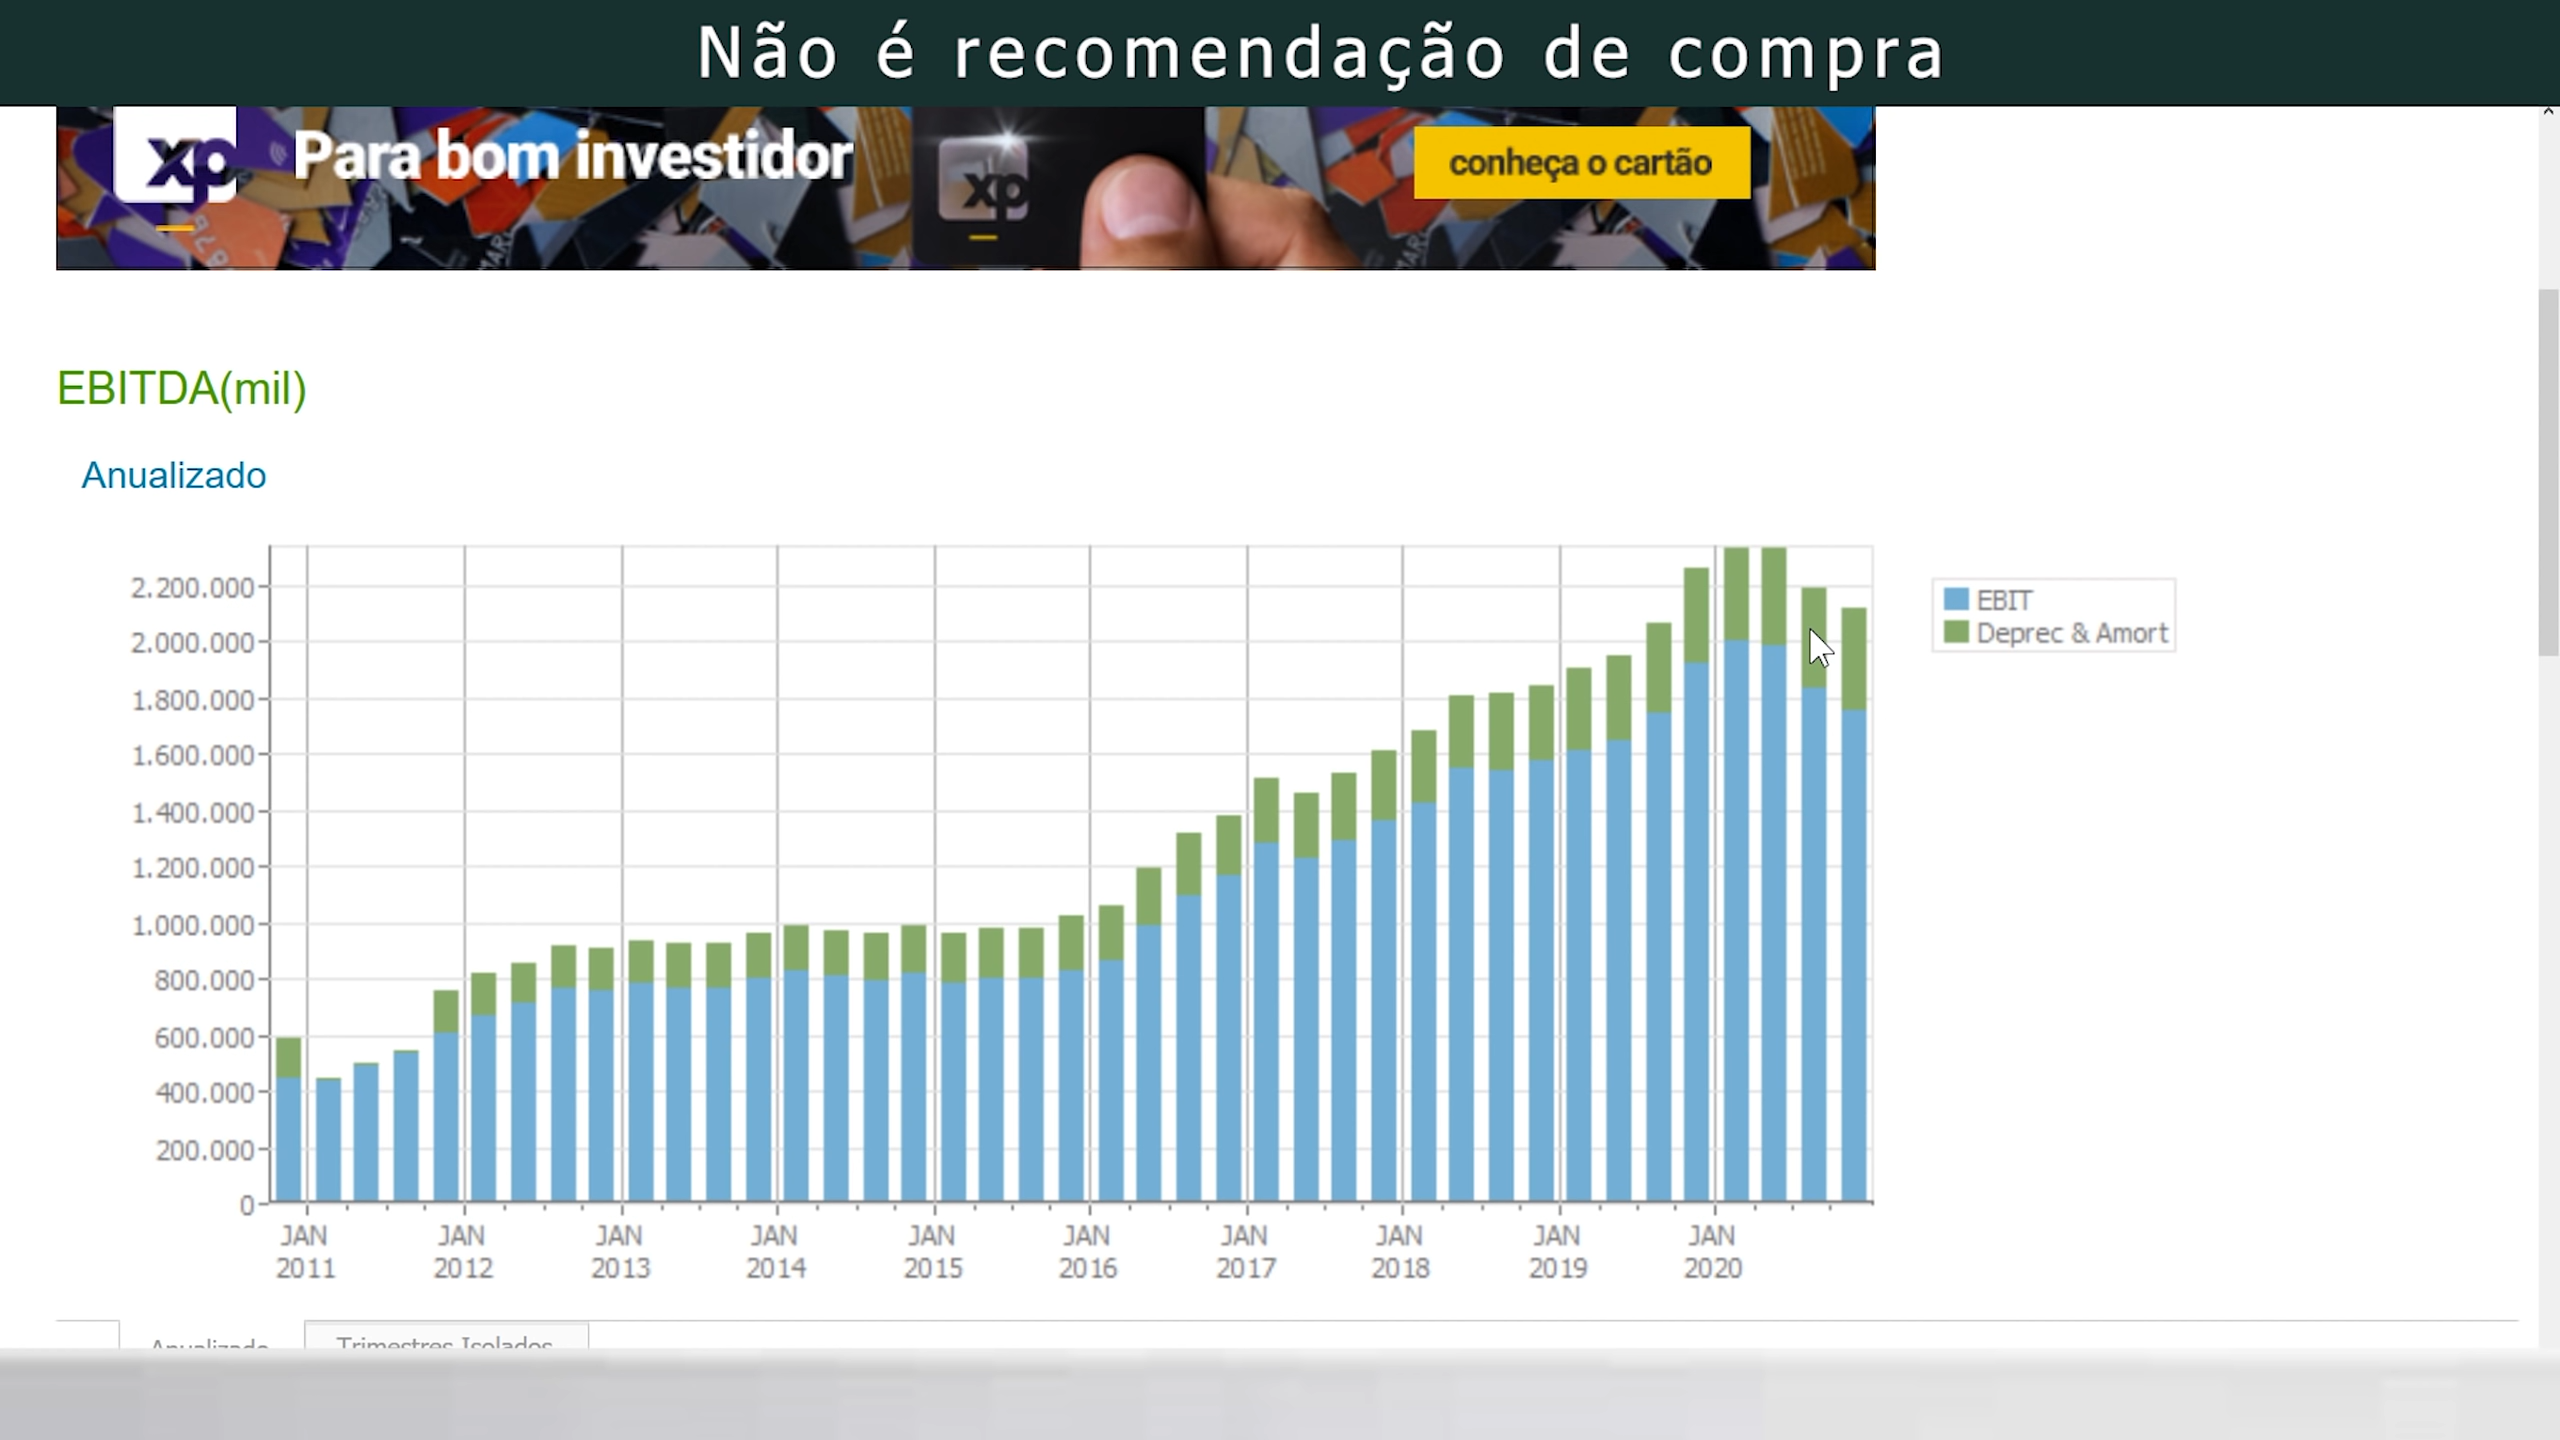 Não é recomendação de compra
xp Para bom investidor xp conheça o cartão
EBITDA(mil)
Anualizado
2.200.000
2.000.000
1.800.000
1.600.000
1.400.000
1.200.000
1.000.000
800.000
600.000
400.000
200.000
0
EBIT
Deprec & Amort
JAN 2011
JAN 2012
JAN 2013
JAN 2014
JAN 2015
JAN 2016
JAN 2017
JAN 2018
JAN 2019
JAN 2020
Anualizado Trimestres Isolados